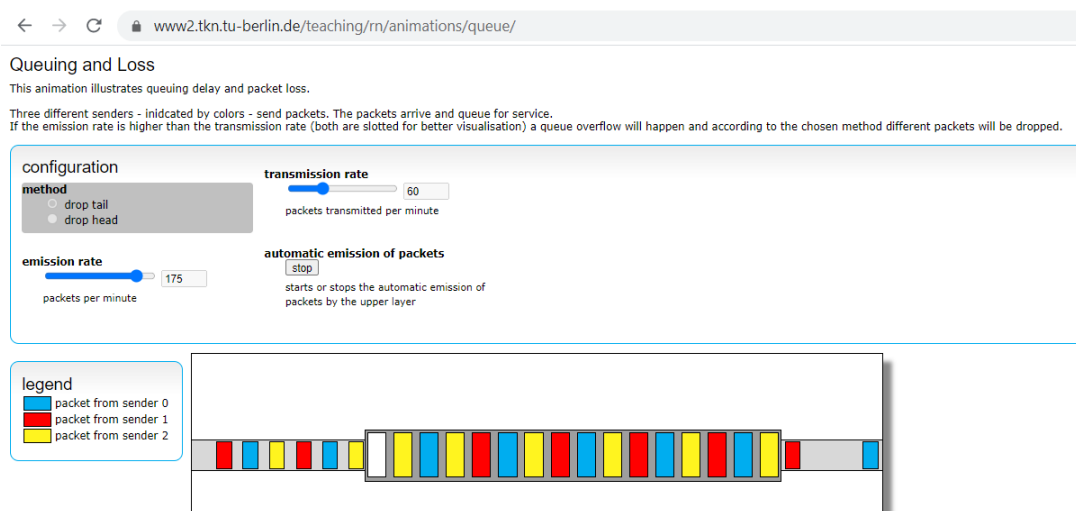 www2.tkn.tu-berlin.de/teaching/rn/animations/queue/
Queuing and Loss
This animation illustrates queuing delay and packet loss.
Three different senders - inidcated by colors - send packets. The packets arrive and queue for service.
If the emission rate is higher than the transmission rate (both are slotted for better visualisation) a queue overflow will happen and according to the chosen method different packets will be dropped.
configuration
method
drop tail
drop head
transmission rate
60
packets transmitted per minute
emission rate
175
packets per minute
automatic emission of packets
stop
starts or stops the automatic emission of
packets by the upper layer
legend
packet from sender 0
packet from sender 1
packet from sender 2